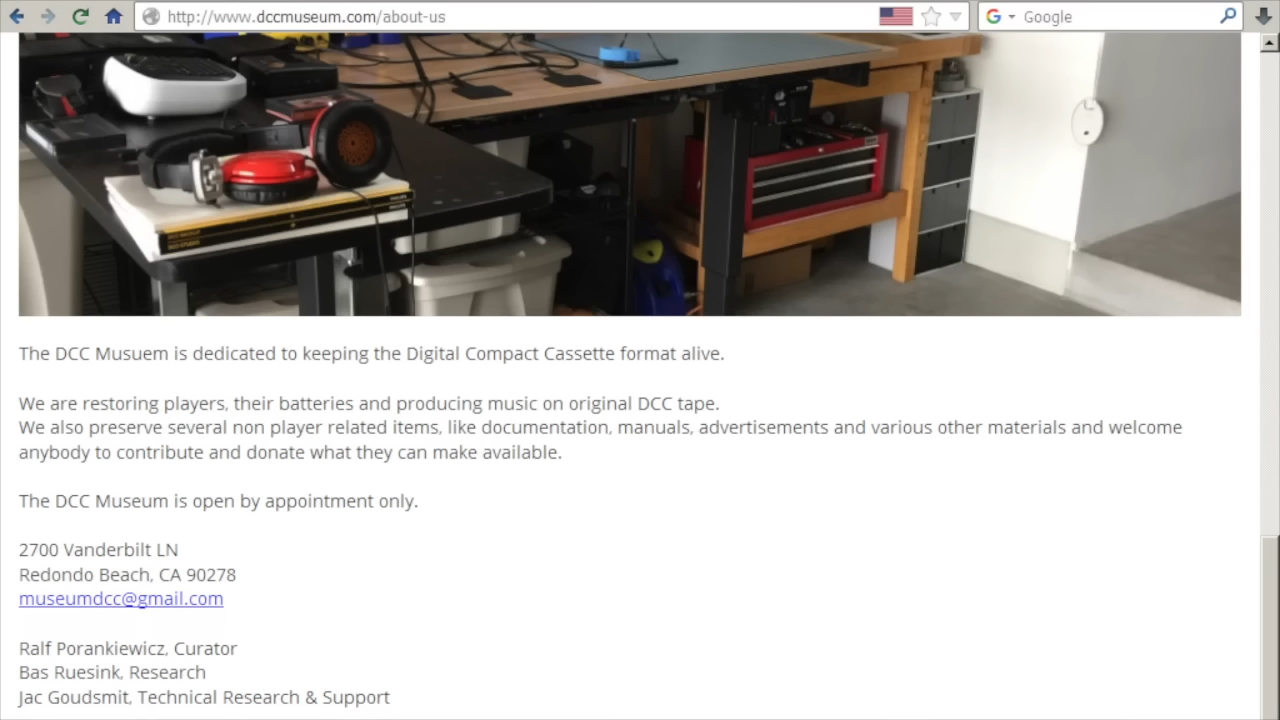 http://www.dccmuseum.com/about-us
Google
The DCC Musuem is dedicated to keeping the Digital Compact Cassette format alive.
We are restoring players, their batteries and producing music on original DCC tape.
We also preserve several non player related items, like documentation, manuals, advertisements and various other materials and welcome
anybody to contribute and donate what they can make available.
The DCC Museum is open by appointment only.
2700 Vanderbilt LN
Redondo Beach, CA 90278
museumdcc@gmail.com
Ralf Porankiewicz, Curator
Bas Ruesink, Research
Jac Goudsmit, Technical Research & Support